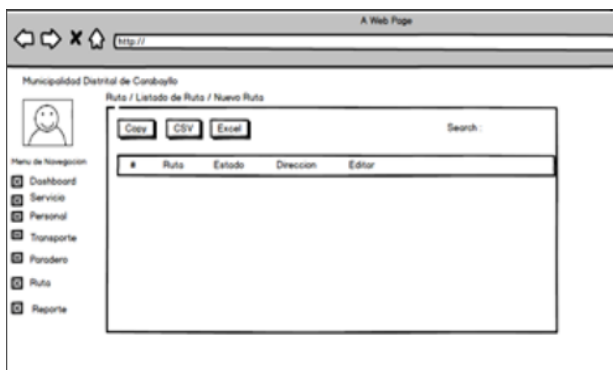 A Web Page
http://
Municipalidad Distrital de Carabayllo
Ruta / Listado de Ruta / Nuevo Ruta
Copy CSV Excel Search :
# Ruta Estado Direccion Editar
Menu de Navegacion
Dashboard
Servicio
Personal
Transporte
Paradero
Ruta
Reporte